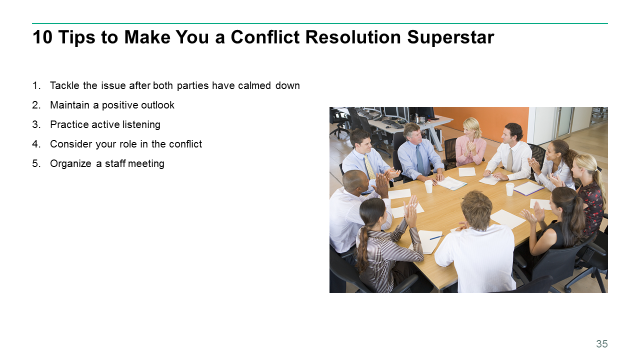 10 Tips to Make You a Conflict Resolution Superstar
1. Tackle the issue after both parties have calmed down
2. Maintain a positive outlook
3. Practice active listening
4. Consider your role in the conflict
5. Organize a staff meeting
35